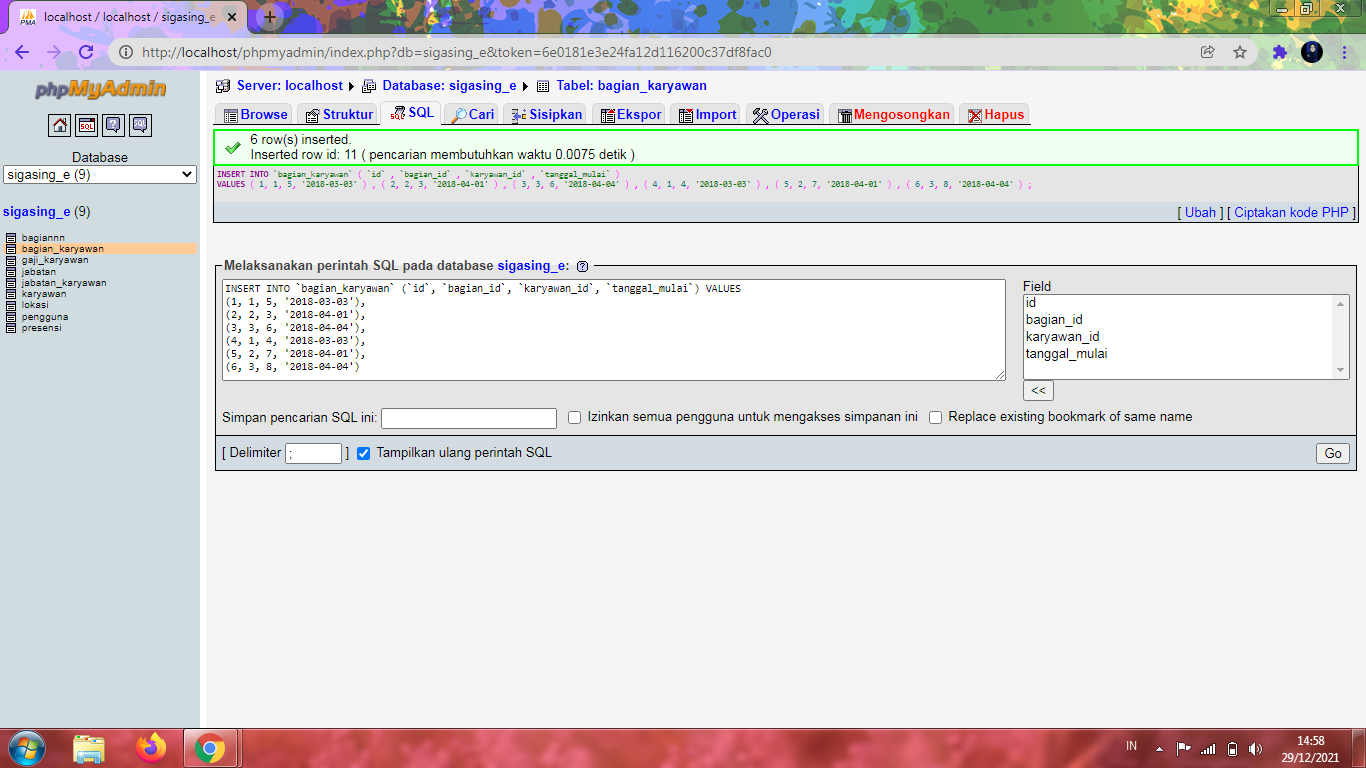 localhost / localhost / sigasing_e
http://localhost/phpmyadmin/index.php?db=sigasing_e&token=6e0181e3e24fa12d116200c37df8fac0
phpMyAdmin
SQL
Database
sigasing_e (9)
sigasing_e (9)
bagiannn
bagian_karyawan
gaji_karyawan
jabatan
jabatan_karyawan
karyawan
lokasi
pengguna
presensi
Server: localhost Database: sigasing_e Tabel: bagian_karyawan
Browse Struktur SQL Cari Sisipkan Ekspor Import Operasi Mengosongkan Hapus
6 row(s) inserted.
Inserted row id: 11 ( pencarian membutuhkan waktu 0.0075 detik )
INSERT INTO `bagian_karyawan` ( `id` , `bagian_id` , `karyawan_id` , `tanggal_mulai` )
VALUES ( 1, 1, 5, '2018-03-03' ) , ( 2, 2, 3, '2018-04-01' ) , ( 3, 3, 6, '2018-04-04' ) , ( 4, 1, 4, '2018-03-03' ) , ( 5, 2, 7, '2018-04-01' ) , ( 6, 3, 8, '2018-04-04' ) ;
[ Ubah ] [ Ciptakan kode PHP ]
Melaksanakan perintah SQL pada database sigasing_e:
INSERT INTO `bagian_karyawan` (`id`, `bagian_id`, `karyawan_id`, `tanggal_mulai`) VALUES
(1, 1, 5, '2018-03-03'),
(2, 2, 3, '2018-04-01'),
(3, 3, 6, '2018-04-04'),
(4, 1, 4, '2018-03-03'),
(5, 2, 7, '2018-04-01'),
(6, 3, 8, '2018-04-04')
Field
id
bagian_id
karyawan_id
tanggal_mulai
<<
Simpan pencarian SQL ini: Izinkan semua pengguna untuk mengakses simpanan ini Replace existing bookmark of same name
[ Delimiter ; ] Tampilkan ulang perintah SQL
Go
IN
14:58
29/12/2021